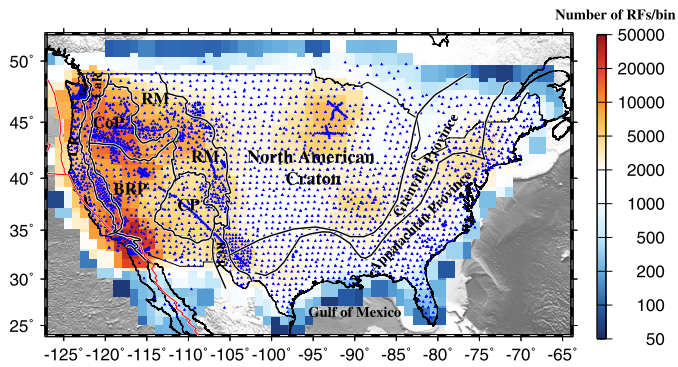 Number of RFs/bin
50°
45°
40°
35°
30°
25°
-125°
-120°
-115°
-110°
-105°
-100°
-95°
-90°
-85°
-80°
-75°
-70°
-65°
RM
CoP
RM
BRP
CP
North American
Craton
Grenville Province
Appalachian Province
Gulf of Mexico
50000
20000
10000
5000
2000
1000
500
200
100
50